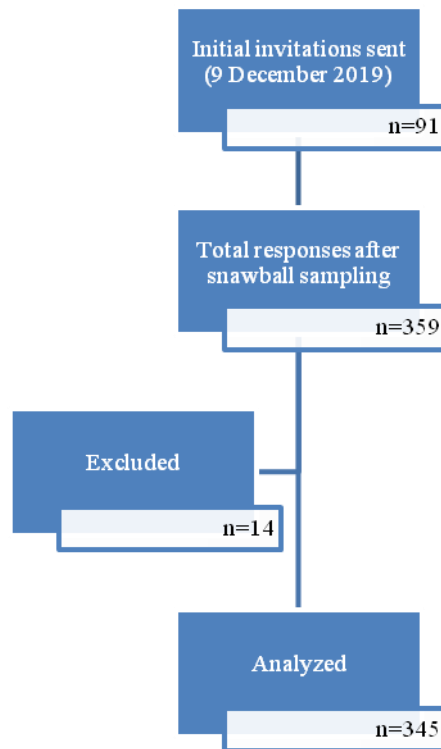 Initial invitations sent
(9 December 2019)
n=91
Total responses after
snawball sampling
n=359
Excluded
n=14
Analyzed
n=345